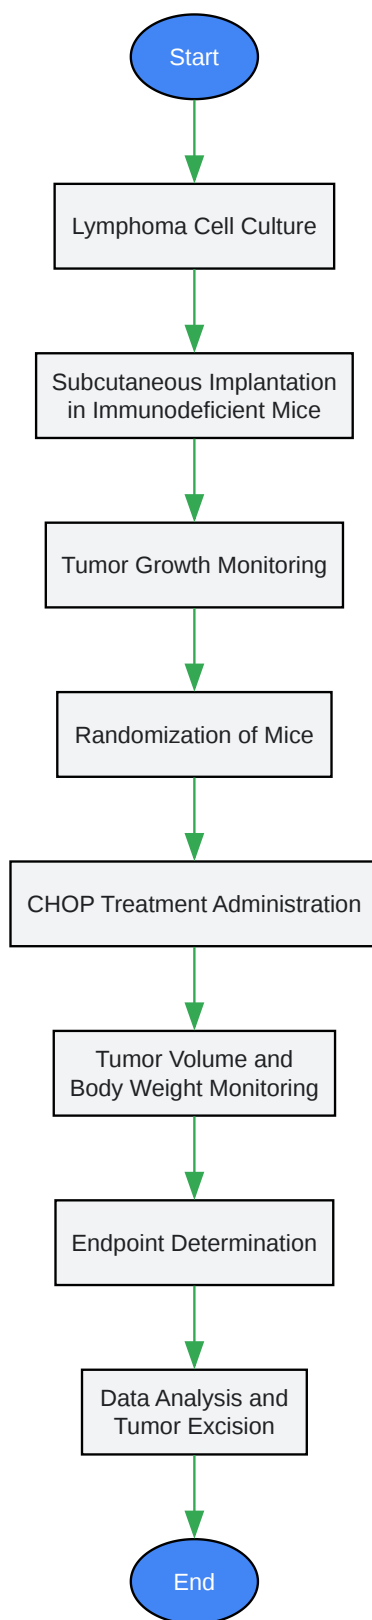 Start
Lymphoma Cell Culture
Subcutaneous Implantation
in Immunodeficient Mice
Tumor Growth Monitoring
Randomization of Mice
CHOP Treatment Administration
Tumor Volume and
Body Weight Monitoring
Endpoint Determination
Data Analysis and
Tumor Excision
End